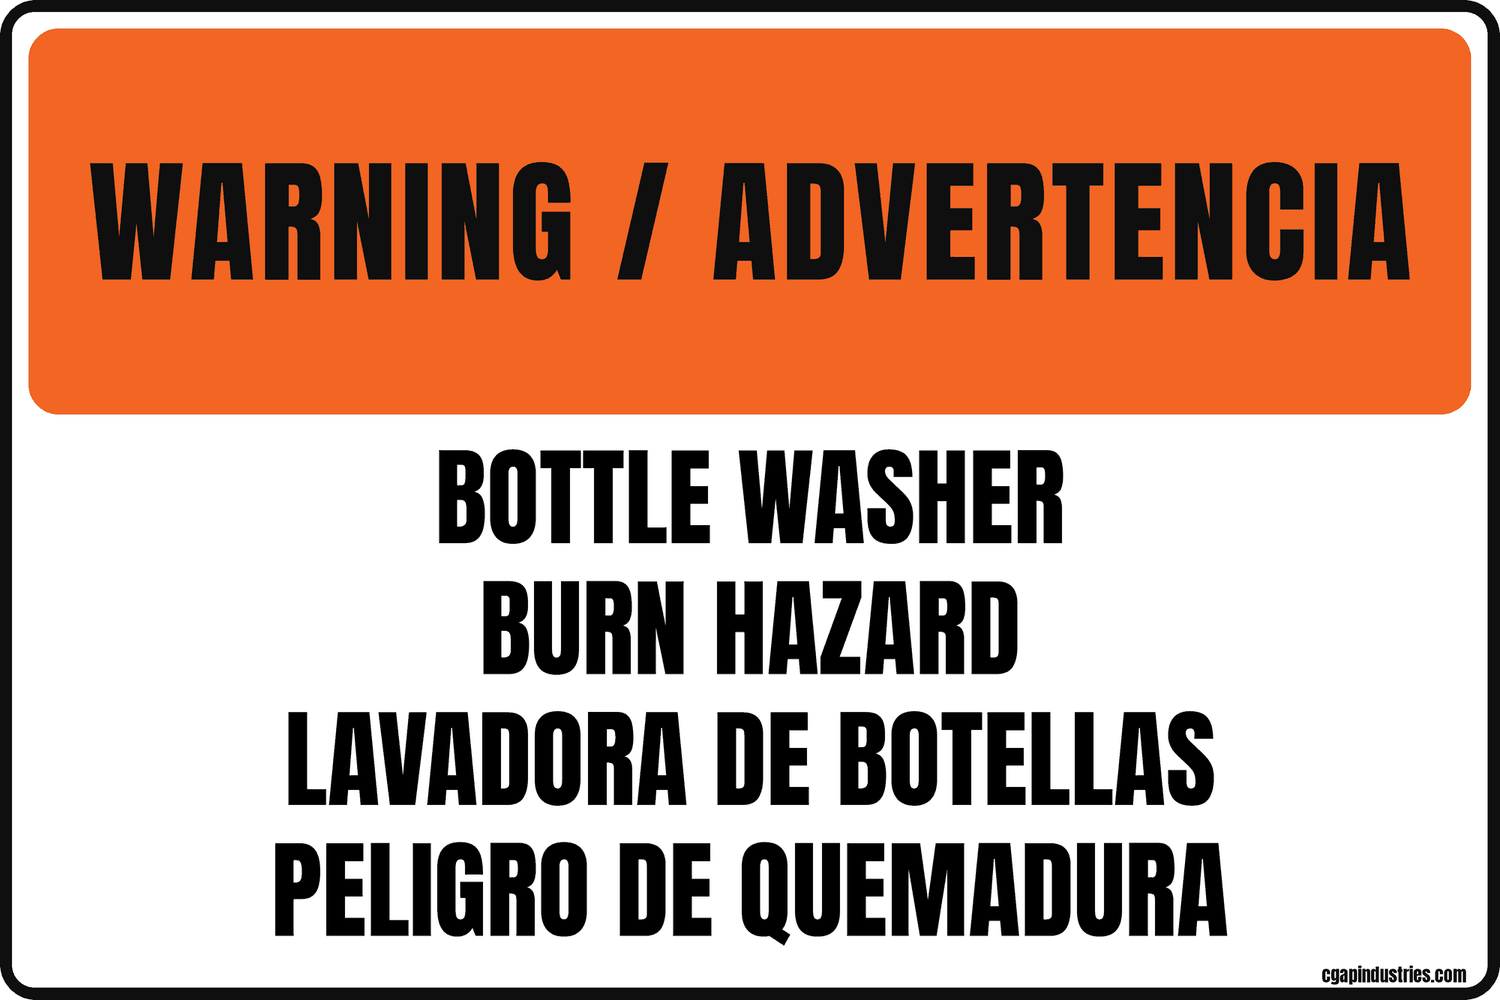 WARNING / ADVERTENCIA
BOTTLE WASHER
BURN HAZARD
LAVADORA DE BOTELLAS
PELIGRO DE QUEMADURA
cgapindustries.com